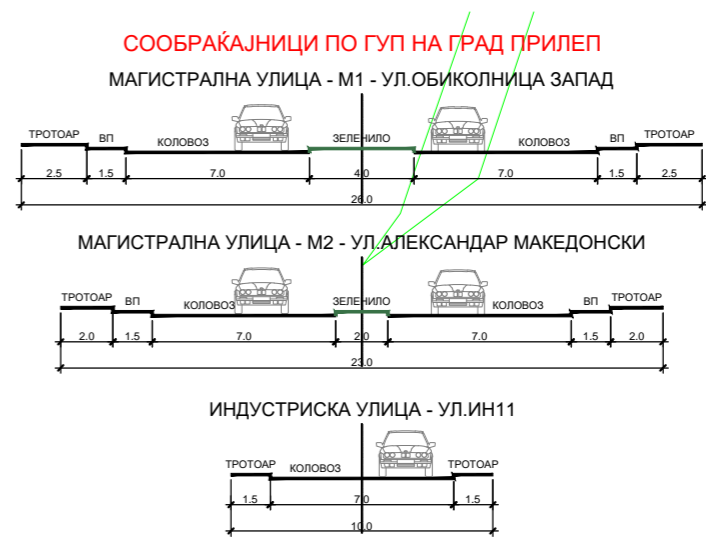 СООБРАЌАЈНИЦИ ПО ГУП НА ГРАД ПРИЛЕП
МАГИСТРАЛНА УЛИЦА - М1 - УЛ.ОБИКОЛНИЦА ЗАПАД
ТРОТОАР ВП КОЛОВОЗ ЗЕЛЕНИЛО КОЛОВОЗ ВП ТРОТОАР
2.5 1.5 7.0 4.0 7.0 1.5 2.5
26.0
МАГИСТРАЛНА УЛИЦА - М2 - УЛ.АЛЕКСАНДАР МАКЕДОНСКИ
ТРОТОАР ВП КОЛОВОЗ ЗЕЛЕНИЛО КОЛОВОЗ ВП ТРОТОАР
2.0 1.5 7.0 2.0 7.0 1.5 2.0
23.0
ИНДУСТРИСКА УЛИЦА - УЛ.ИН11
ТРОТОАР КОЛОВОЗ ТРОТОАР
1.5 7.0 1.5
10.0